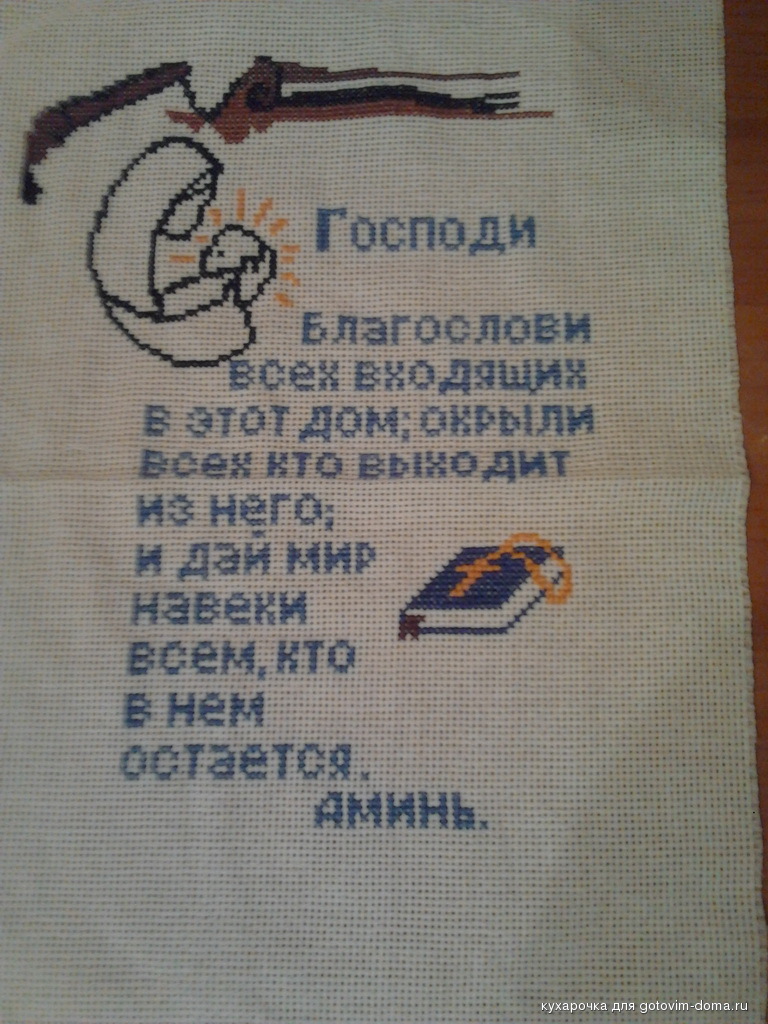 Господи
Благослови
всех входящих
в этот дом; окрыли
всех кто выходит
из него;
и дай мир
навеки
всем, кто
в нем
остается.
аминь.
кухарочка для gotovim-doma.ru